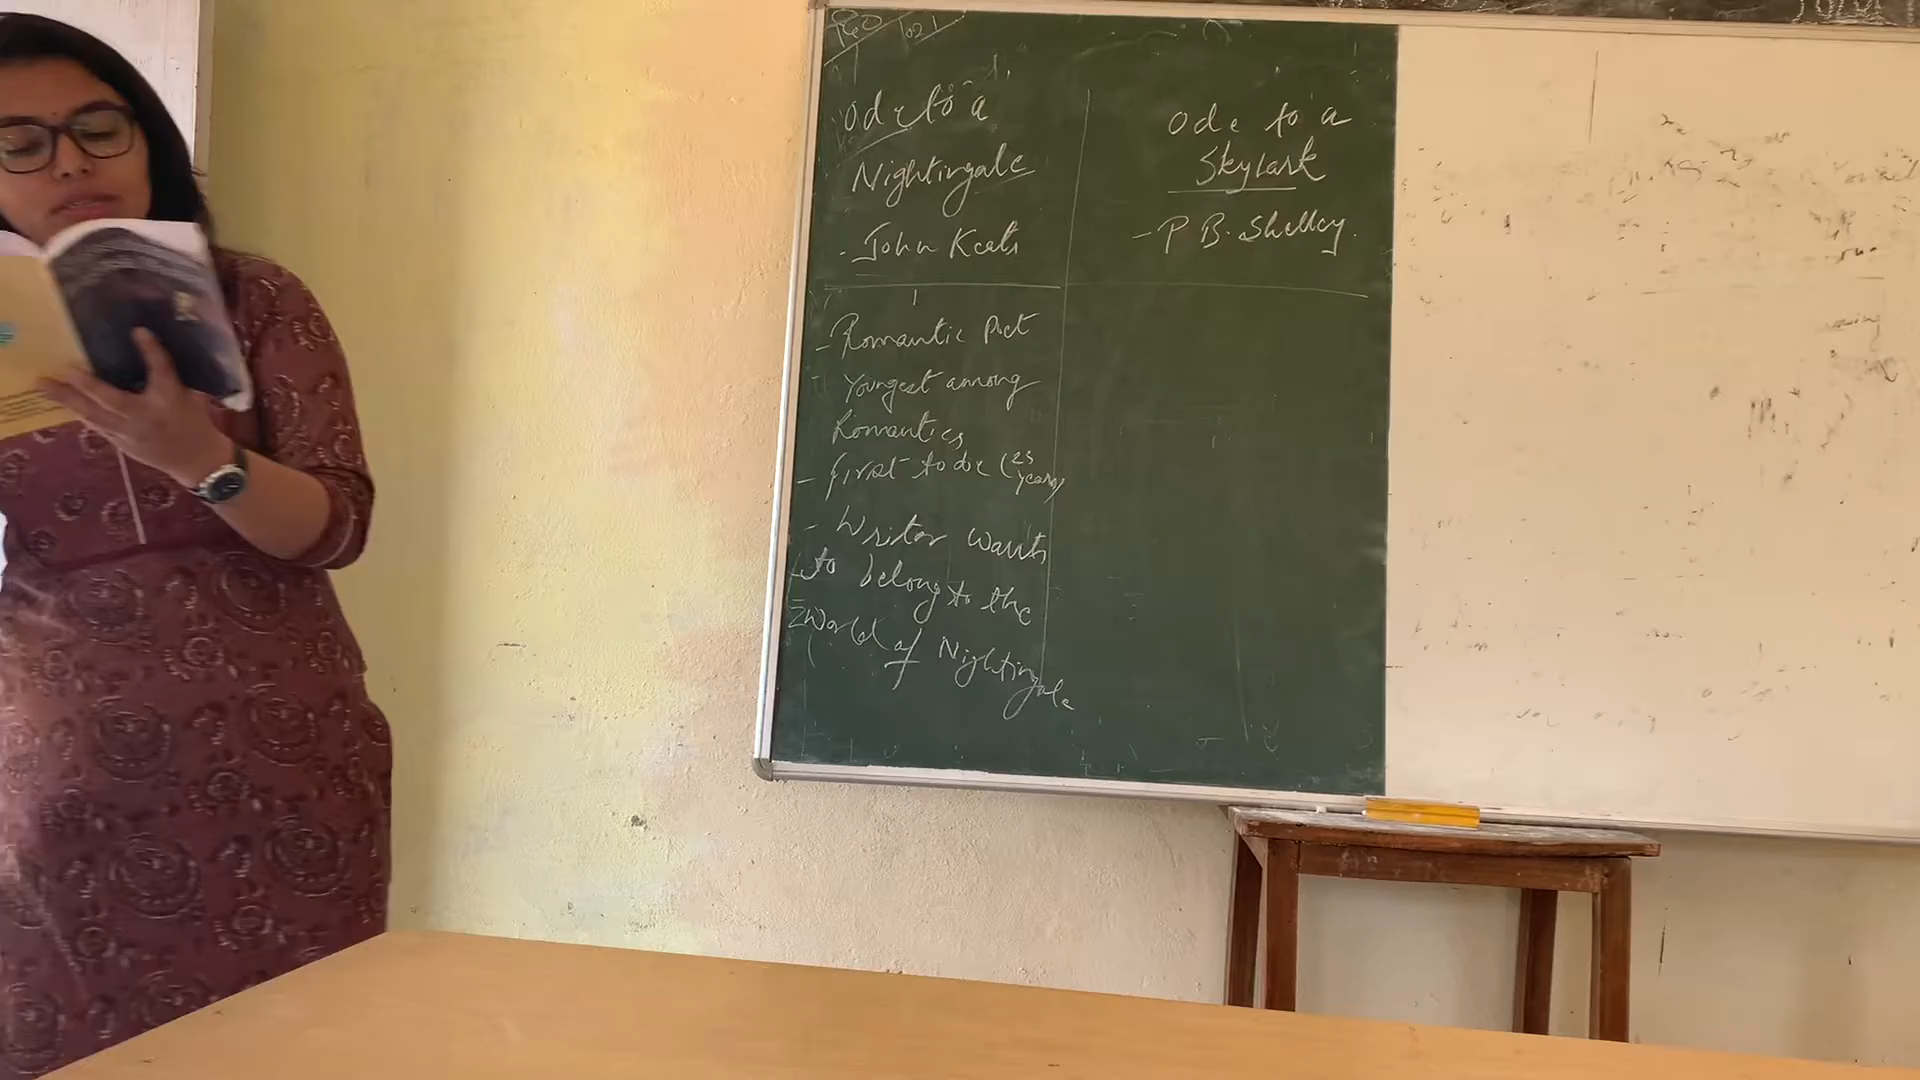 Ode to a
Nightingale
- John Keats
Ode to a
Skylark
- P B. Shelley.
- Romantic Poet
Youngest among
Romantics
- First to die (25
years)
- Writer wants
to belong to the
World of Nightingale